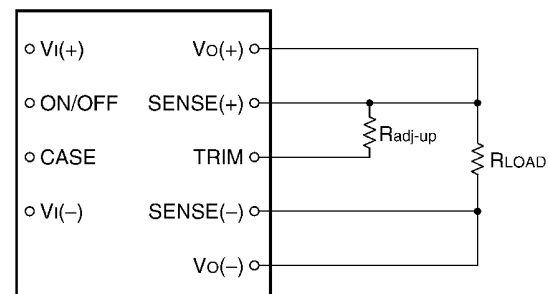 VI(+) VO(+)
ON/OFF SENSE(+)
Radj-up
CASE TRIM
RLOAD
VI(−) SENSE(−)
VO(−)